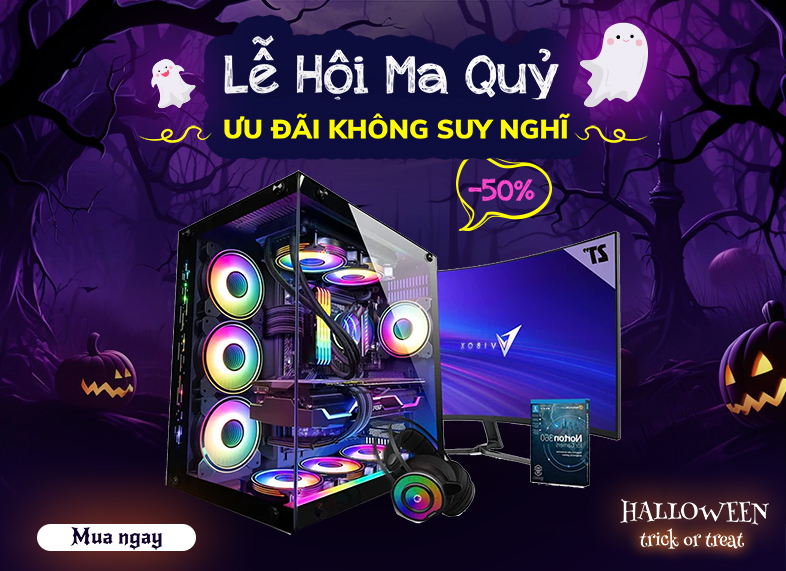 Lễ Hội Ma Quỷ
ƯU ĐÃI KHÔNG SUY NGHĨ
-50%
27"
VIBOX
Norton 360
Mua ngay
HALLOWEEN
trick or treat